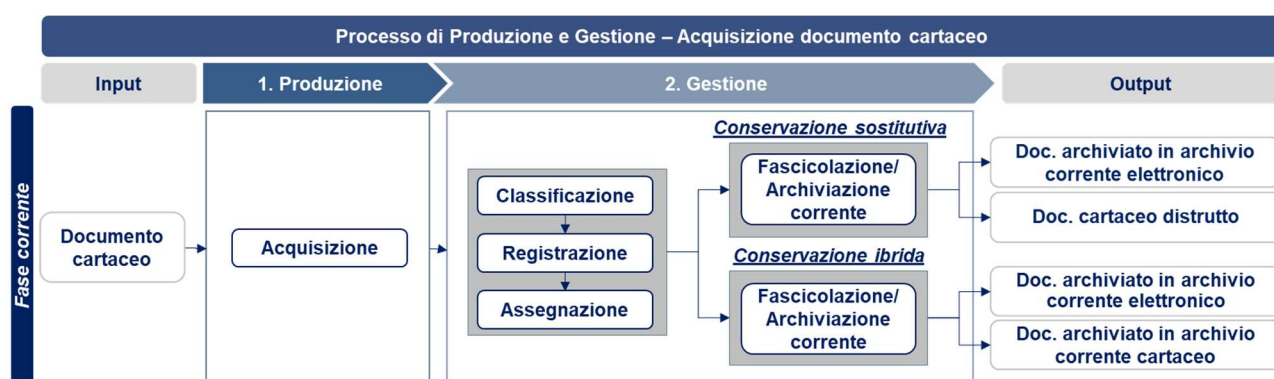 Processo di Produzione e Gestione – Acquisizione documento cartaceo
Input
1. Produzione
2. Gestione
Output
Fase corrente
Documento
cartaceo
Acquisizione
Classificazione
Registrazione
Assegnazione
Conservazione sostitutiva
Fascicolazione/
Archiviazione
corrente
Conservazione ibrida
Fascicolazione/
Archiviazione
corrente
Doc. archiviato in archivio
corrente elettronico
Doc. cartaceo distrutto
Doc. archiviato in archivio
corrente elettronico
Doc. archiviato in archivio
corrente cartaceo